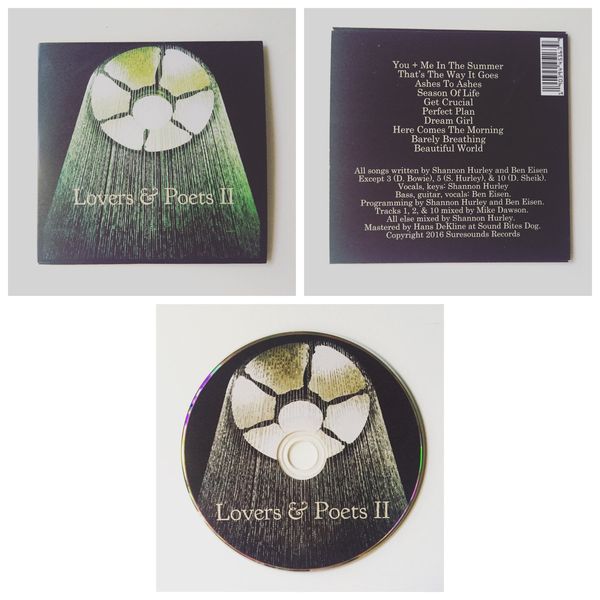 Lovers & Poets II
You + Me In The Summer
That's The Way It Goes
Ashes To Ashes
Season Of Life
Get Crucial
Perfect Plan
Dream Girl
Here Comes The Morning
Barely Breathing
Beautiful World
All songs written by Shannon Hurley and Ben Eisen
Except 3 (D. Bowie), 5 (S. Hurley), & 10 (D. Sheik).
Vocals, keys: Shannon Hurley
Bass, guitar, vocals: Ben Eisen.
Programming by Shannon Hurley and Ben Eisen.
Tracks 1, 2, & 10 mixed by Mike Dawson.
All else mixed by Shannon Hurley.
Mastered by Hans DeKline at Sound Bites Dog.
Copyright 2016 Suresounds Records
Lovers & Poets II